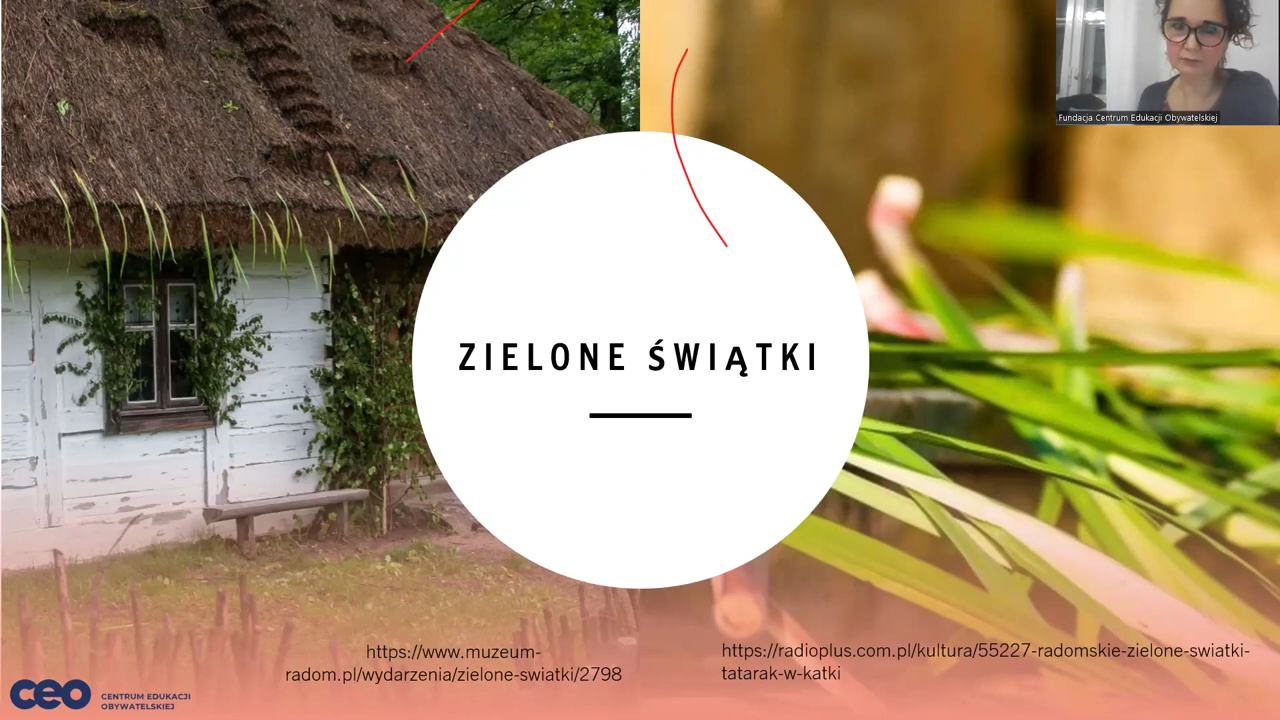 Fundacja Centrum Edukacji Obywatelskiej
ZIELONE ŚWIĄTKI
https://www.muzeum-
radom.pl/wydarzenia/zielone-swiatki/2798
https://radioplus.com.pl/kultura/55227-radomskie-zielone-swiatki-
tatarak-w-katki
ceo
CENTRUM EDUKACJI
OBYWATELSKIEJ